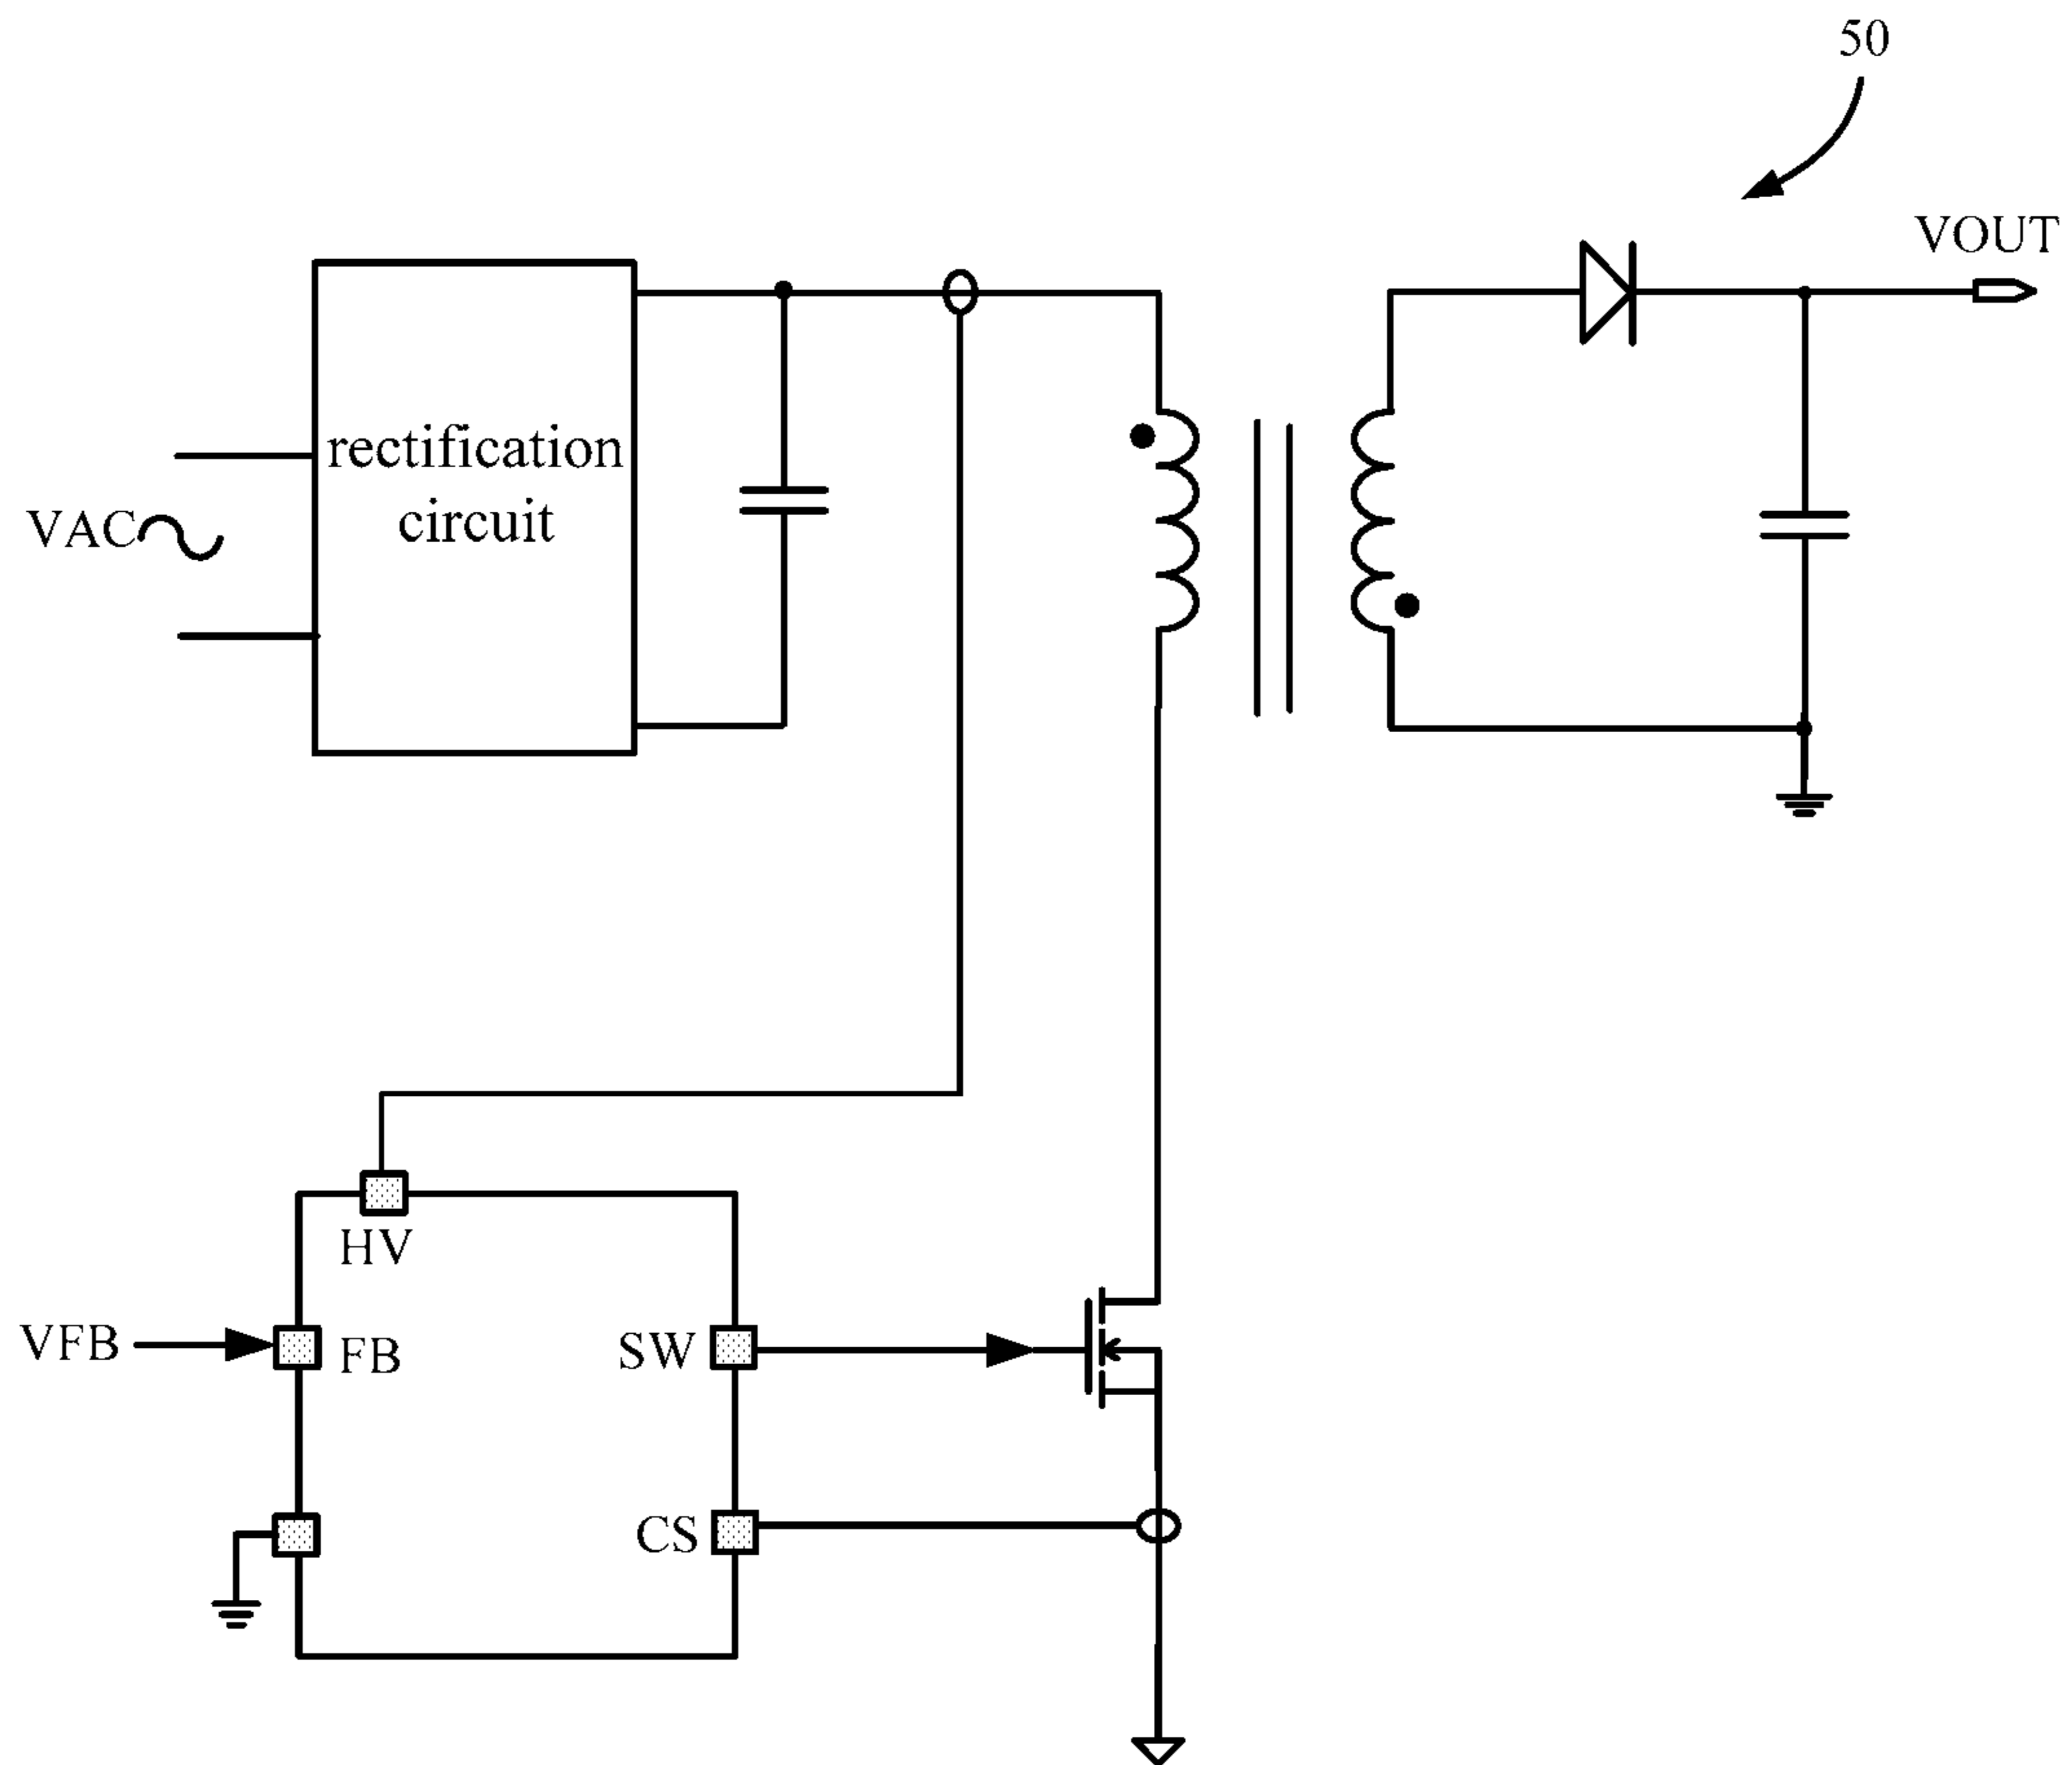 50
VOUT
rectification
circuit
VAC
HV
VFB
FB
SW
CS